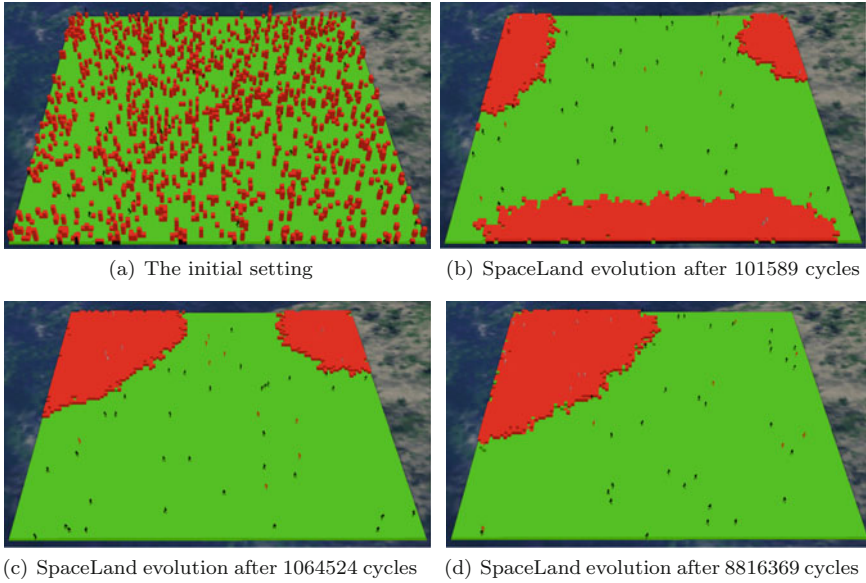 (a) The initial setting
(b) SpaceLand evolution after 101589 cycles
(c) SpaceLand evolution after 1064524 cycles
(d) SpaceLand evolution after 8816369 cycles